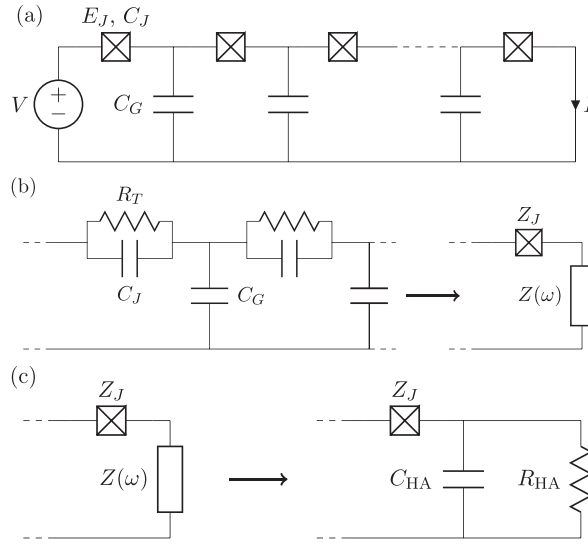 (a)
E_J, C_J
V
+
−
C_G
(b)
R_T
C_J
C_G
Z_J
Z(ω)
(c)
Z_J
Z(ω)
Z_J
C_HA
R_HA